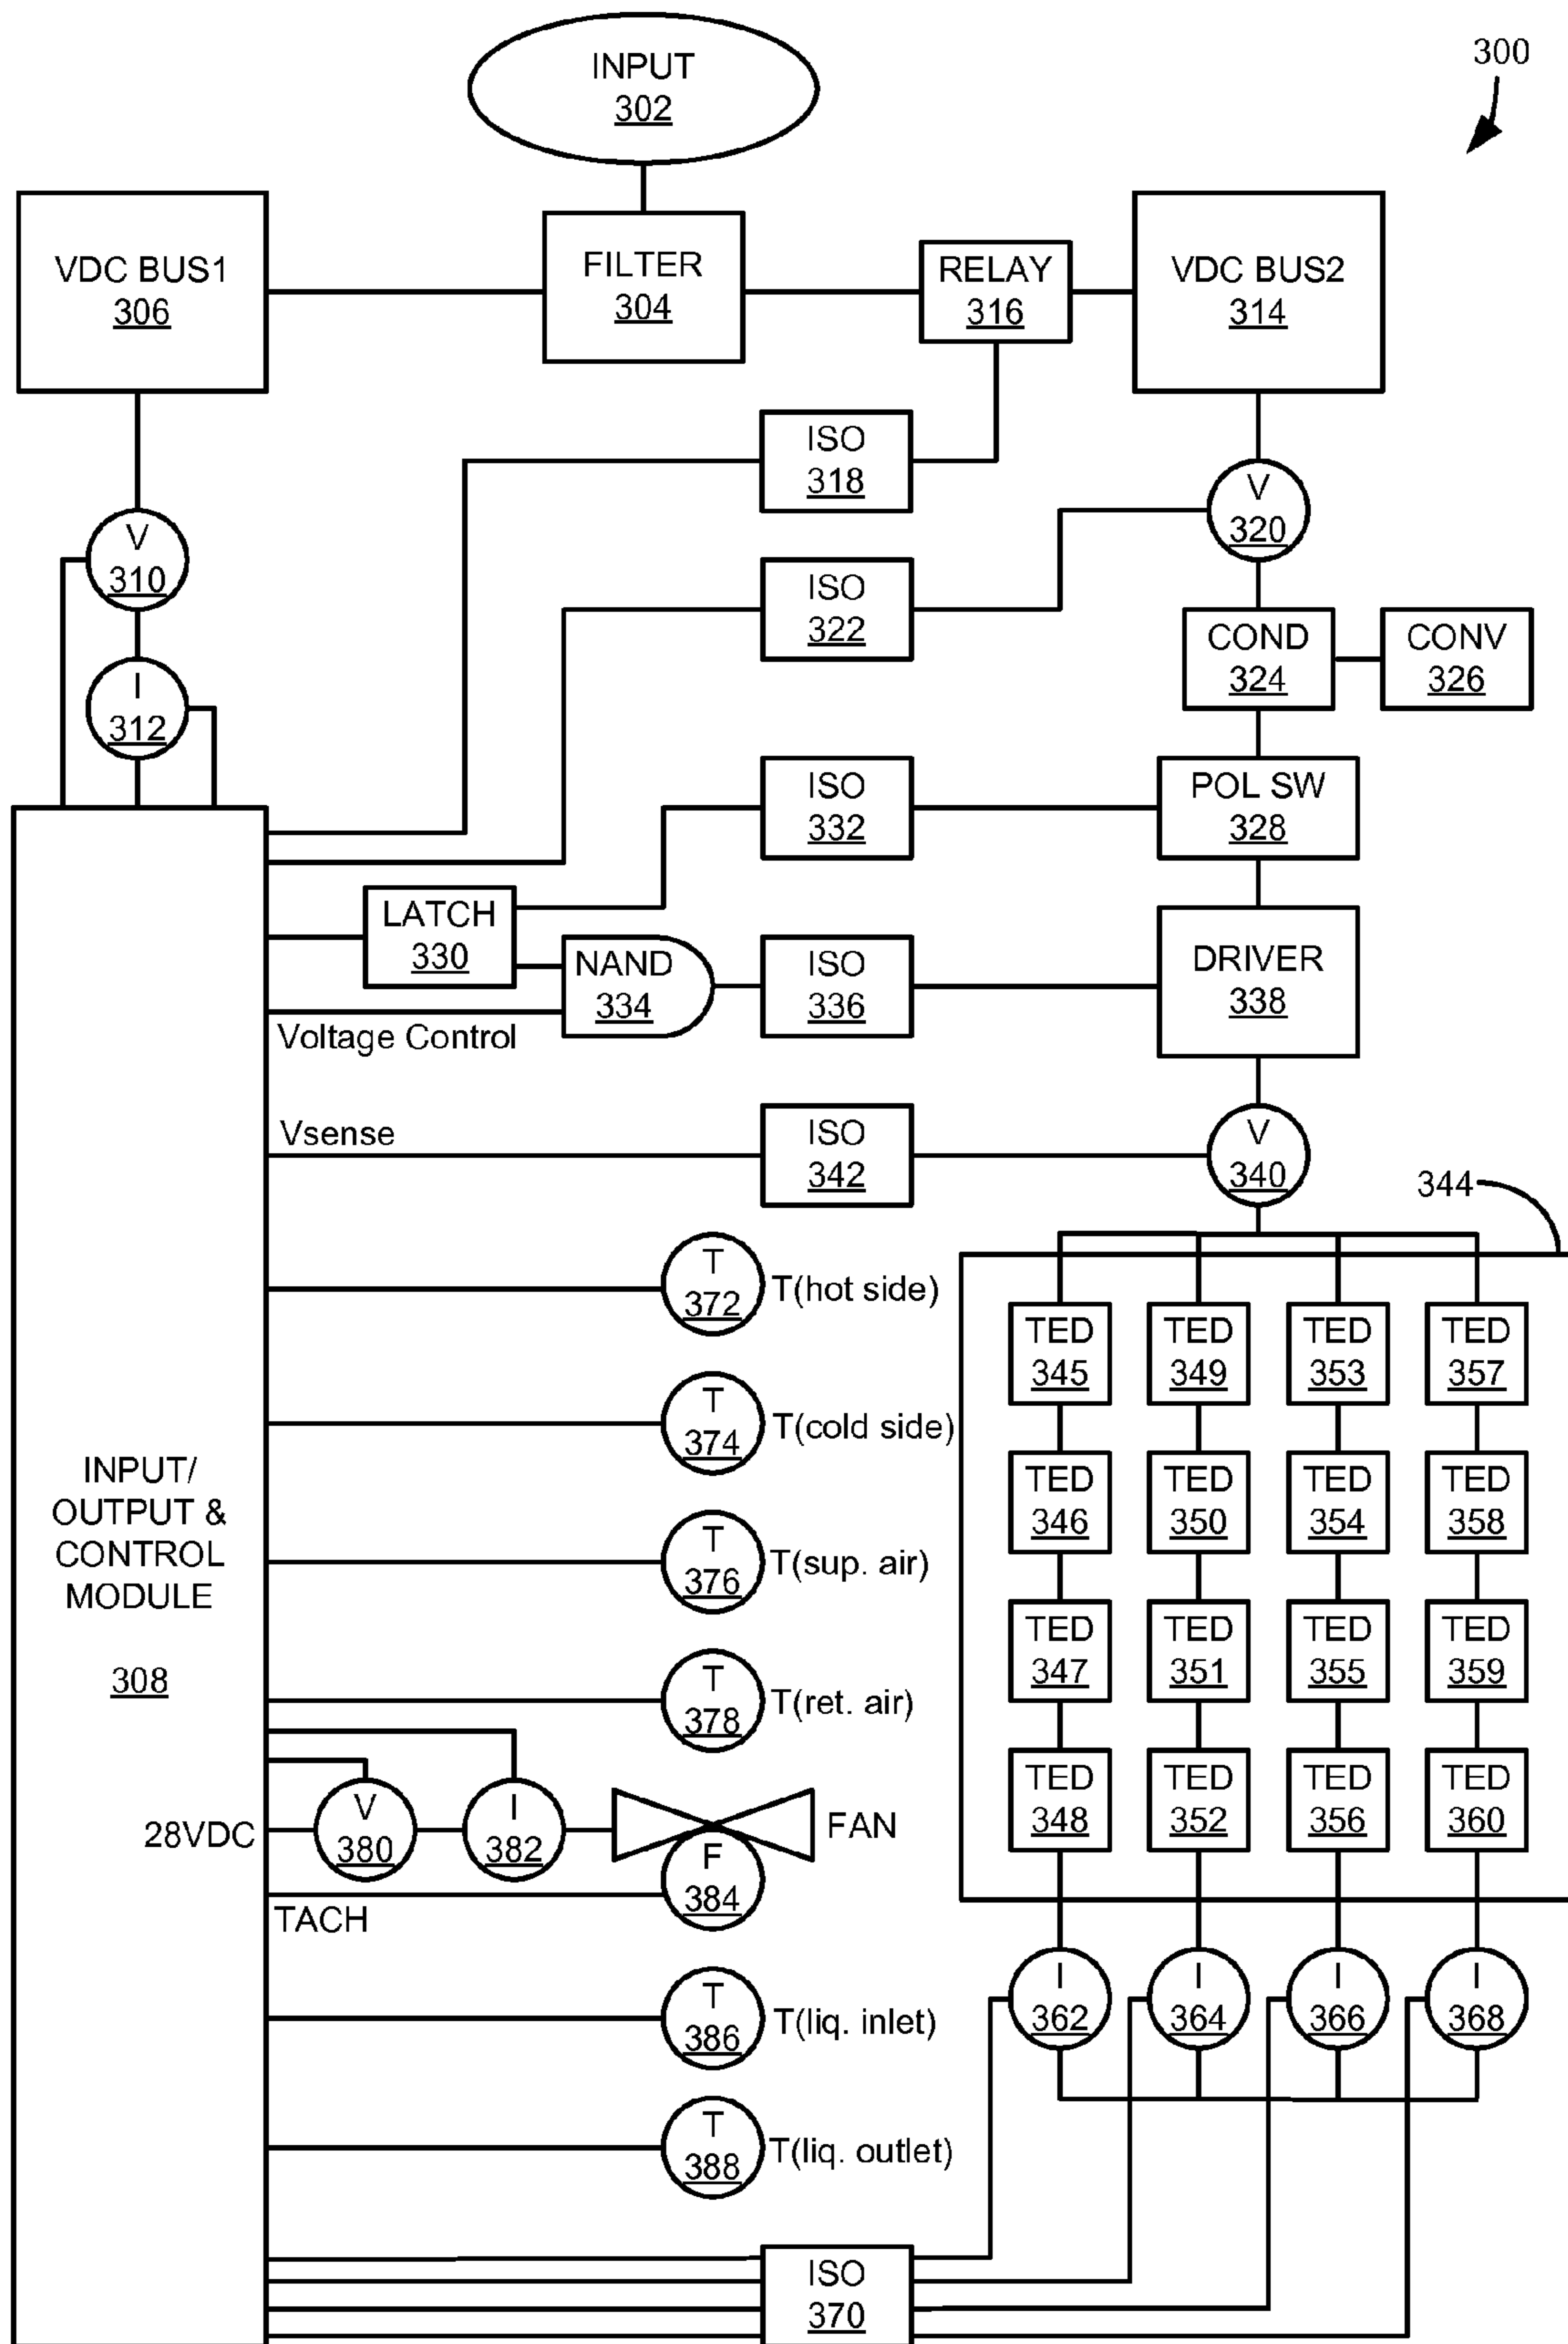 INPUT
302
300
VDC BUS1
306
FILTER
304
RELAY
316
VDC BUS2
314
ISO
318
V
310
V
320
ISO
322
I
312
COND
324
CONV
326
ISO
332
POL SW
328
LATCH
330
NAND
334
ISO
336
DRIVER
338
Voltage Control
Vsense
ISO
342
V
340
344
T
372
T(hot side)
TED
345
TED
349
TED
353
TED
357
T
374
T(cold side)
TED
346
TED
350
TED
354
TED
358
INPUT/
OUTPUT &
CONTROL
MODULE
308
T
376
T(sup. air)
TED
347
TED
351
TED
355
TED
359
T
378
T(ret. air)
TED
348
TED
352
TED
356
TED
360
28VDC
V
380
I
382
FAN
F
384
TACH
I
362
I
364
I
366
I
368
T
386
T(liq. inlet)
T
388
T(liq. outlet)
ISO
370